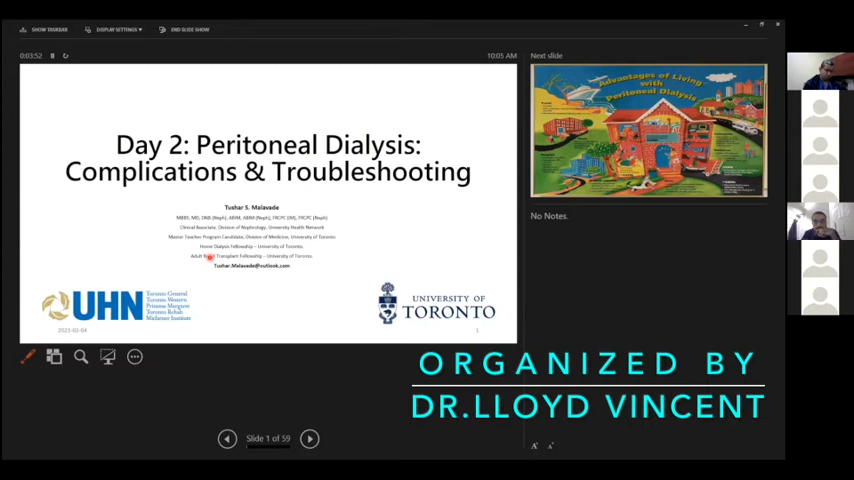 SHOW TASKBAR
DISPLAY SETTINGS ▾
END SLIDE SHOW
0:03:52
10:05 AM
Next slide
Day 2: Peritoneal Dialysis:
Complications & Troubleshooting
Tushar S. Malavade
MBBS, MD, DNB (Neph), ABIM, ABIM (Neph), FRCPC (IM), FRCPC (Neph)
Clinical Associate, Division of Nephrology, University Health Network
Master Teacher Program Candidate, Division of Medicine, University of Toronto
Home Dialysis Fellowship – University of Toronto.
Adult Transplant Fellowship – University of Toronto.
Tushar.Malavade@outlook.com
UHN
Toronto General
Toronto Western
Princess Margaret
Toronto Rehab
Michener Institute
UNIVERSITY OF
TORONTO
2023-02-04
1
Advantages of Living
with
Peritoneal Dialysis
No Notes.
ORGANIZED BY
DR.LLOYD VINCENT
Slide 1 of 59
A
A